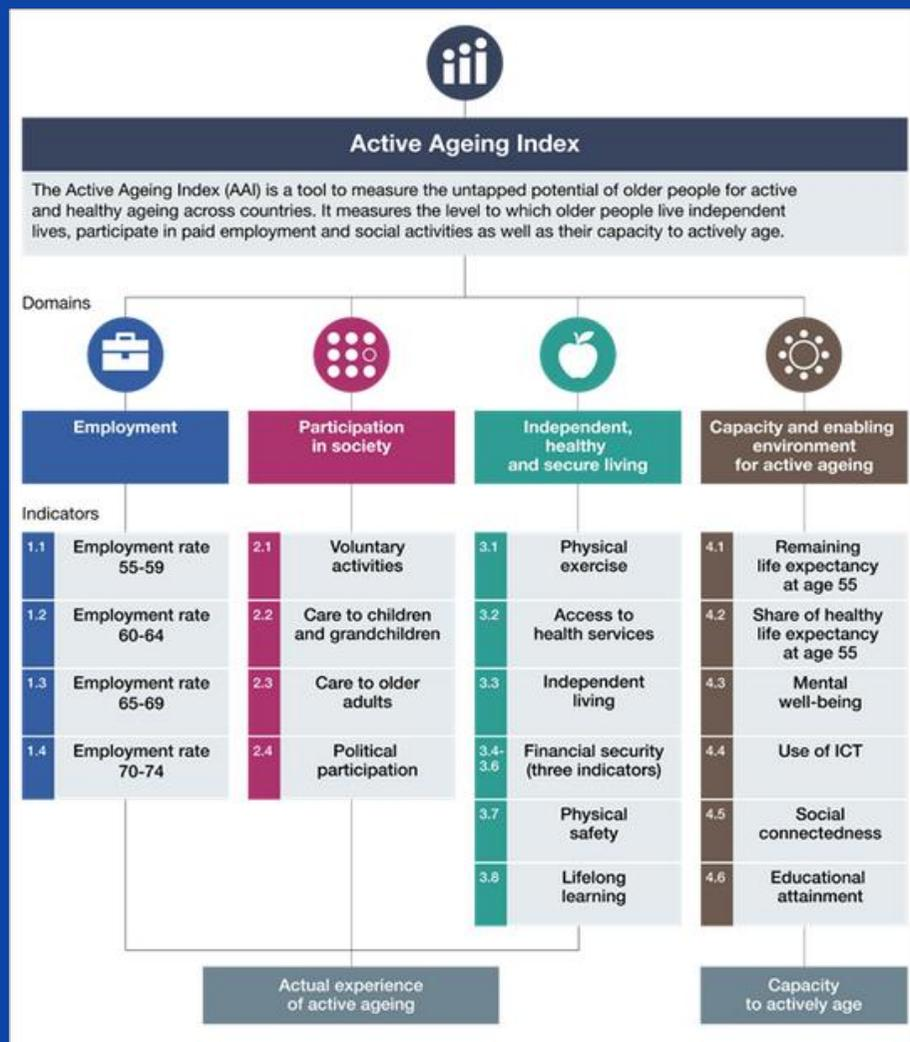 Active Ageing Index
The Active Ageing Index (AAI) is a tool to measure the untapped potential of older people for active
and healthy ageing across countries. It measures the level to which older people live independent
lives, participate in paid employment and social activities as well as their capacity to actively age.
Domains
Employment
Participation
in society
Independent,
healthy
and secure living
Capacity and enabling
environment
for active ageing
Indicators
1.1 Employment rate
55-59
1.2 Employment rate
60-64
1.3 Employment rate
65-69
1.4 Employment rate
70-74
2.1 Voluntary
activities
2.2 Care to children
and grandchildren
2.3 Care to older
adults
2.4 Political
participation
3.1 Physical
exercise
3.2 Access to
health services
3.3 Independent
living
3.4- Financial security
3.6 (three indicators)
3.7 Physical
safety
3.8 Lifelong
learning
4.1 Remaining
life expectancy
at age 55
4.2 Share of healthy
life expectancy
at age 55
4.3 Mental
well-being
4.4 Use of ICT
4.5 Social
connectedness
4.6 Educational
attainment
Actual experience
of active ageing
Capacity
to actively age